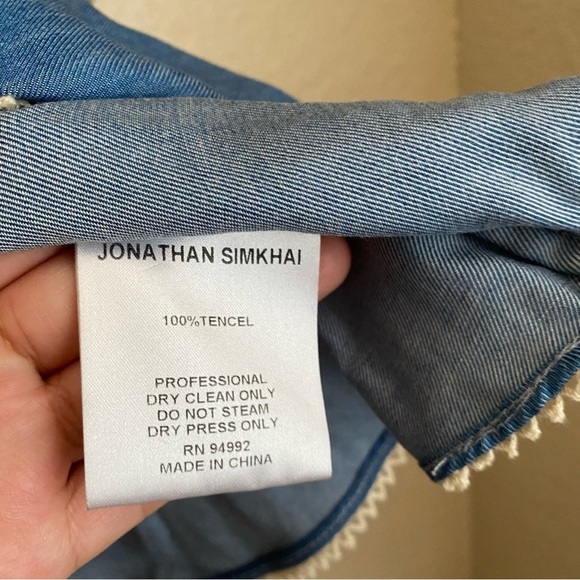 JONATHAN SIMKHAI
100%TENCEL
PROFESSIONAL
DRY CLEAN ONLY
DO NOT STEAM
DRY PRESS ONLY
RN 94992
MADE IN CHINA